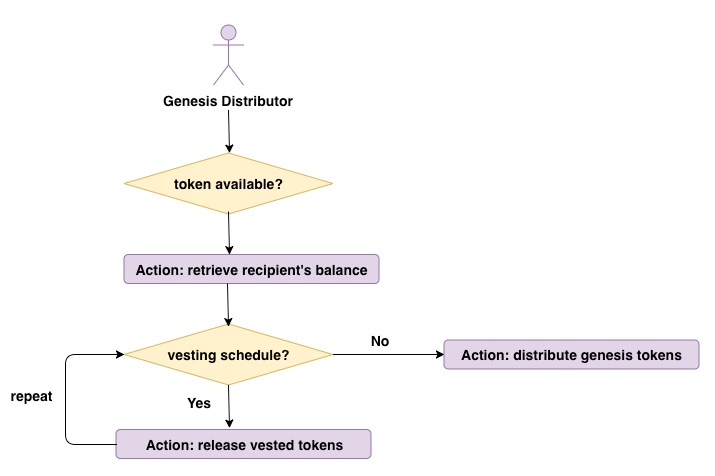 Genesis Distributor
token available?
Action: retrieve recipient's balance
vesting schedule?
No
Action: distribute genesis tokens
repeat
Yes
Action: release vested tokens